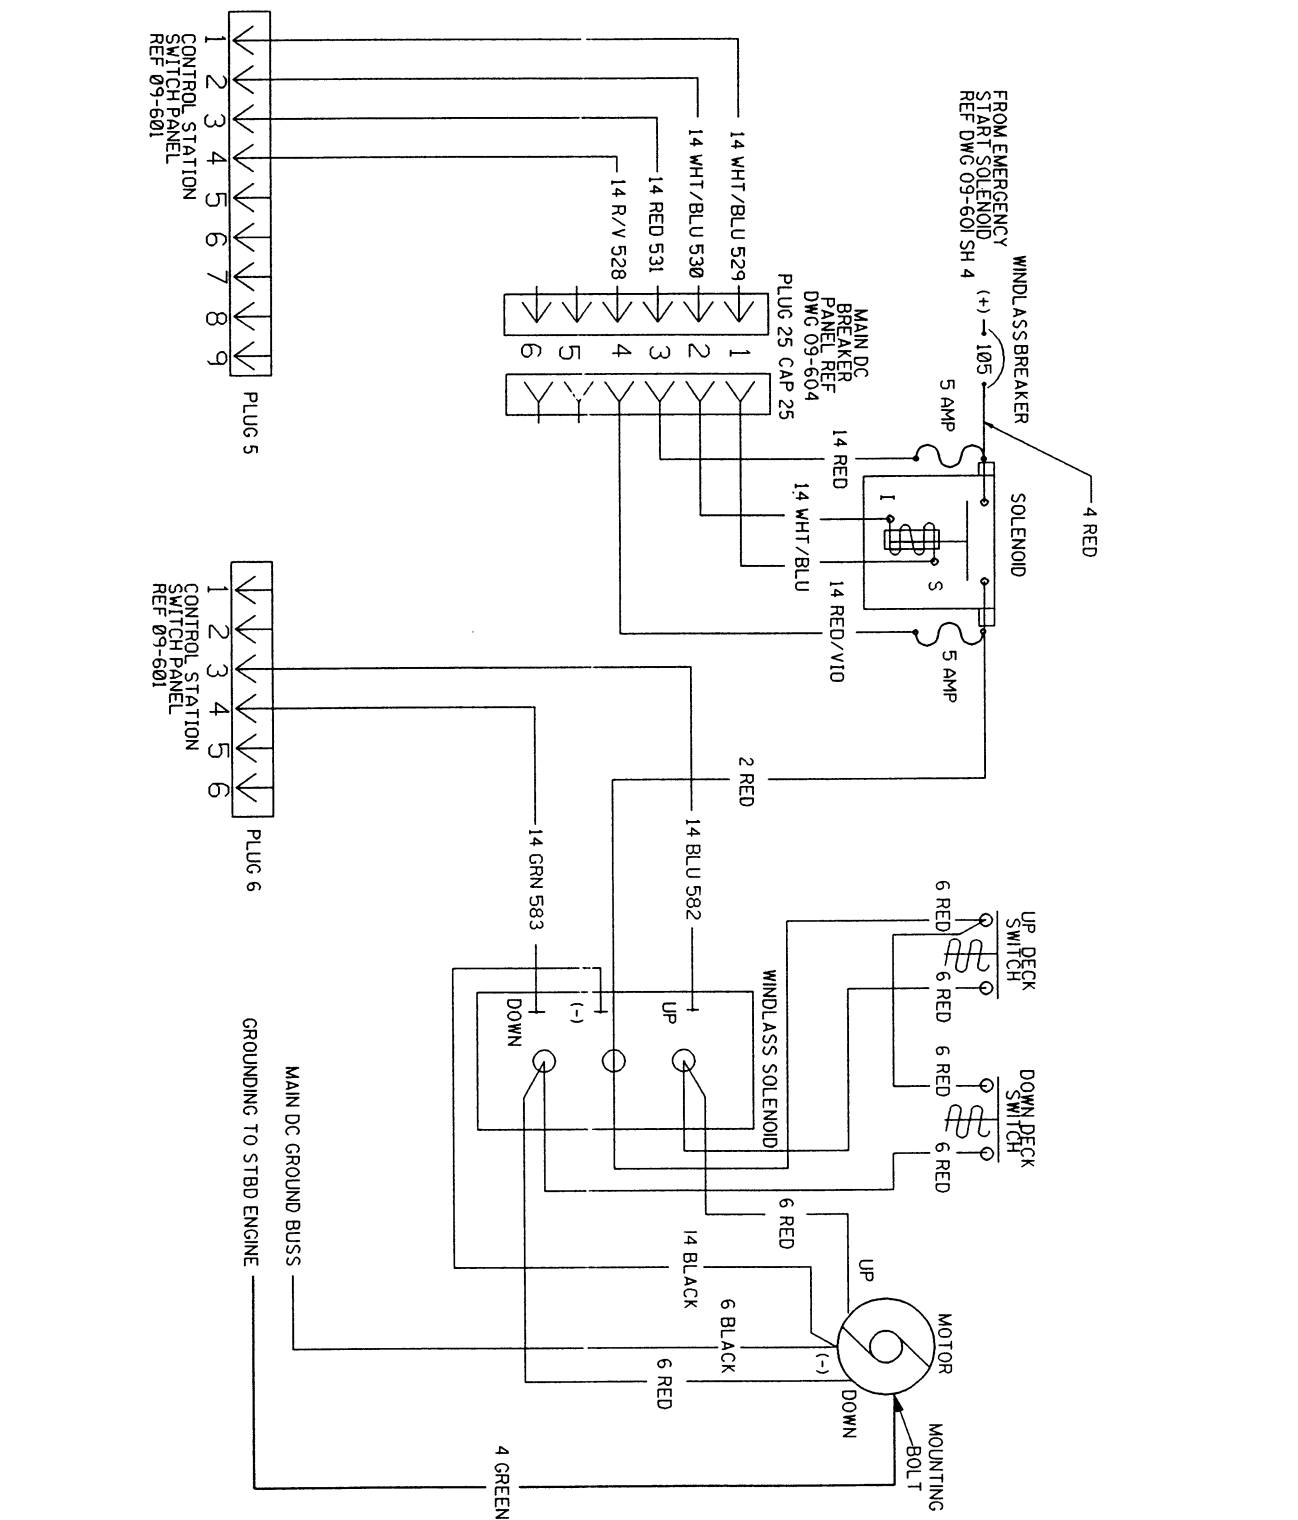 FROM EMERGENCY
START SOLENOID
REF DWG 09-601 SH 4
WINDLASS BREAKER
(+)
105
5 AMP
4 RED
SOLENOID
I
S
5 AMP
14 RED
14 WHT/BLU
14 RED/VIO
MAIN DC
BREAKER
PANEL REF
DWG 09-604
PLUG 25 CAP 25
1
2
3
4
5
6
14 WHT/BLU 529
14 WHT/BLU 530
14 RED 531
14 R/V 528
1
2
3
4
5
6
7
8
9
CONTROL STATION
SWITCH PANEL
REF 09-601
PLUG 5
1
2
3
4
5
6
CONTROL STATION
SWITCH PANEL
REF 09-601
PLUG 6
2 RED
14 BLU 582
14 GRN 583
UP DECK
SWITCH
6 RED
6 RED
DOWN DECK
SWITCH
6 RED
6 RED
WINDLASS SOLENOID
UP
(-)
DOWN
6 RED
14 BLACK
6 BLACK
6 RED
UP
MOTOR
(-)
DOWN
MOUNTING
BOLT
4 GREEN
MAIN DC GROUND BUSS
GROUNDING TO STBD ENGINE